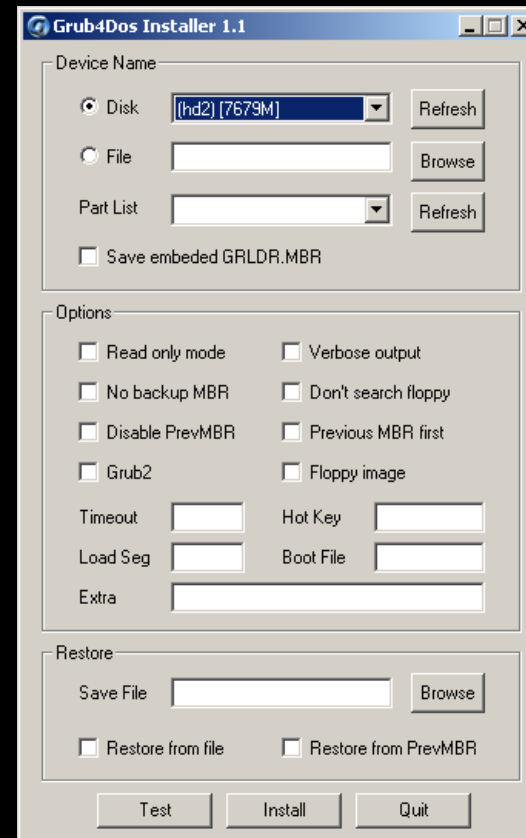 Grub4Dos Installer 1.1
Device Name
Disk (hd2) [7679M] Refresh
File Browse
Part List Refresh
Save embeded GRLDR.MBR
Options
Read only mode Verbose output
No backup MBR Don't search floppy
Disable PrevMBR Previous MBR first
Grub2 Floppy image
Timeout Hot Key
Load Seg Boot File
Extra
Restore
Save File Browse
Restore from file Restore from PrevMBR
Test Install Quit